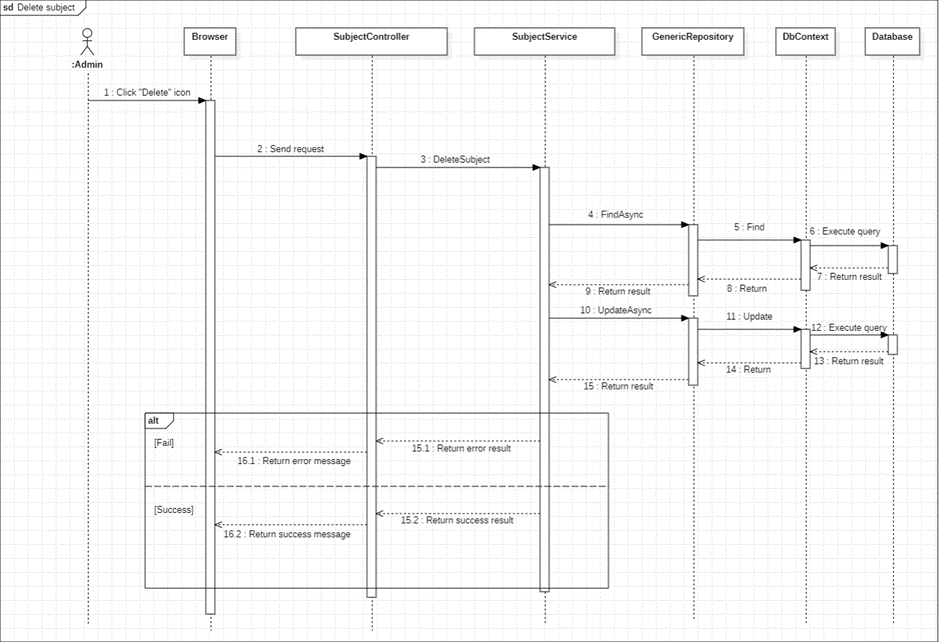 sd Delete subject
:Admin
Browser
SubjectController
SubjectService
GenericRepository
DbContext
Database
1 : Click "Delete" icon
2 : Send request
3 : DeleteSubject
4 : FindAsync
5 : Find
6 : Execute query
7 : Return result
8 : Return
9 : Return result
10 : UpdateAsync
11 : Update
12 : Execute query
13 : Return result
14 : Return
15 : Return result
alt
[Fail]
15.1 : Return error result
16.1 : Return error message
[Success]
15.2 : Return success result
16.2 : Return success message